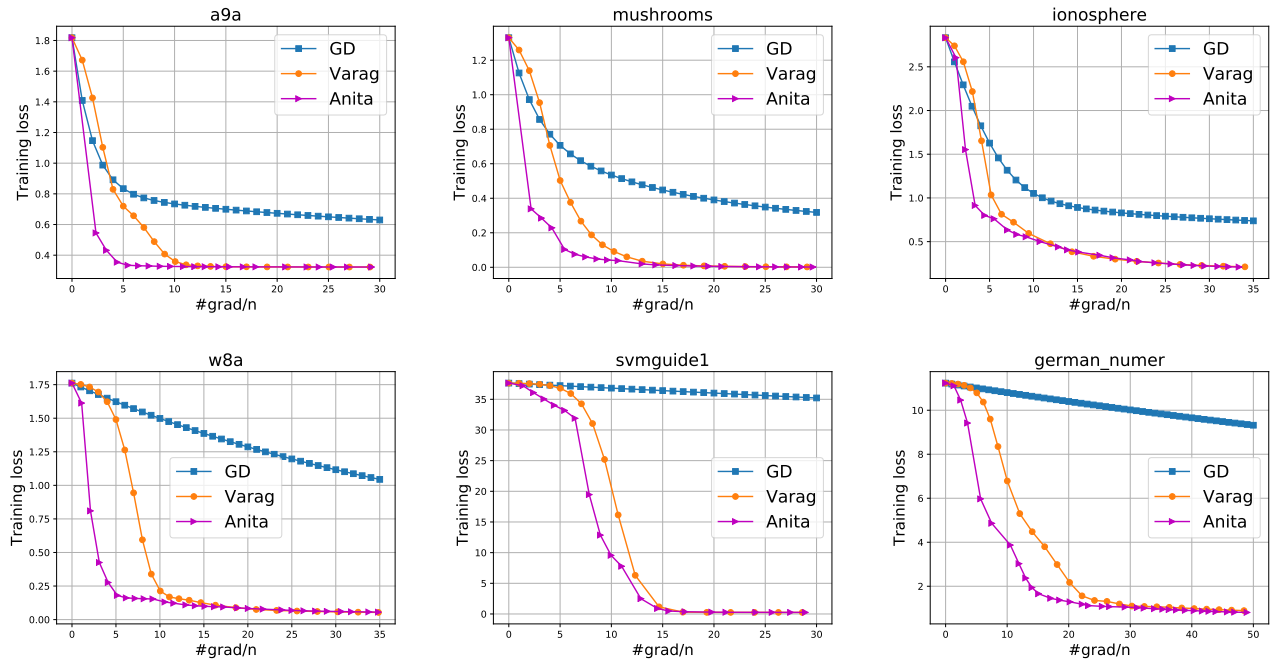 a9a
1.8
1.6
1.4
1.2
1.0
0.8
0.6
0.4
Training loss
0 5 10 15 20 25 30
#grad/n
GD
Varag
Anita
mushrooms
1.2
1.0
0.8
0.6
0.4
0.2
0.0
Training loss
0 5 10 15 20 25 30
#grad/n
GD
Varag
Anita
ionosphere
2.5
2.0
1.5
1.0
0.5
Training loss
0 5 10 15 20 25 30 35
#grad/n
GD
Varag
Anita
w8a
1.75
1.50
1.25
1.00
0.75
0.50
0.25
0.00
Training loss
0 5 10 15 20 25 30 35
#grad/n
GD
Varag
Anita
svmguide1
35
30
25
20
15
10
5
0
Training loss
0 5 10 15 20 25 30
#grad/n
GD
Varag
Anita
german_numer
10
8
6
4
2
Training loss
0 10 20 30 40 50
#grad/n
GD
Varag
Anita